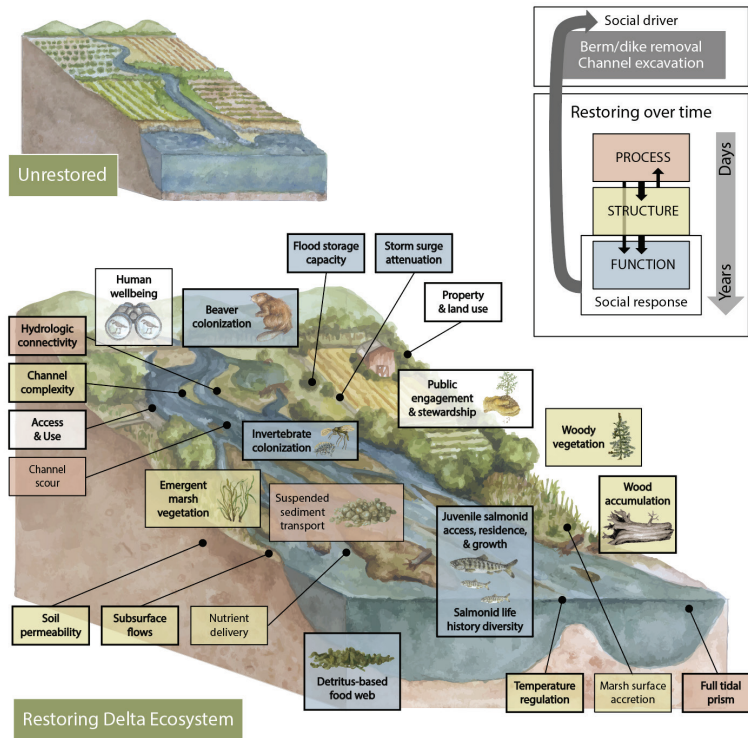 Unrestored
Social driver
Berm/dike removal
Channel excavation
Restoring over time
PROCESS
STRUCTURE
FUNCTION
Social response
Days
Years
Flood storage
capacity
Storm surge
attenuation
Human
wellbeing
Beaver
colonization
Property
& land use
Hydrologic
connectivity
Channel
complexity
Access
& Use
Channel
scour
Public
engagement
& stewardship
Invertebrate
colonization
Woody
vegetation
Emergent
marsh
vegetation
Suspended
sediment
transport
Wood
accumulation
Juvenile salmonid
access, residence,
& growth
Salmonid life
history diversity
Soil
permeability
Subsurface
flows
Nutrient
delivery
Detritus-based
food web
Temperature
regulation
Marsh surface
accretion
Full tidal
prism
Restoring Delta Ecosystem